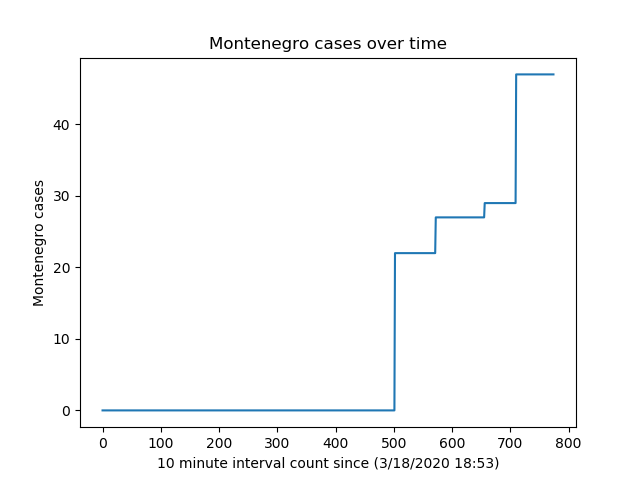 Montenegro cases over time
Montenegro cases
40
30
20
10
0
0 100 200 300 400 500 600 700 800
10 minute interval count since (3/18/2020 18:53)